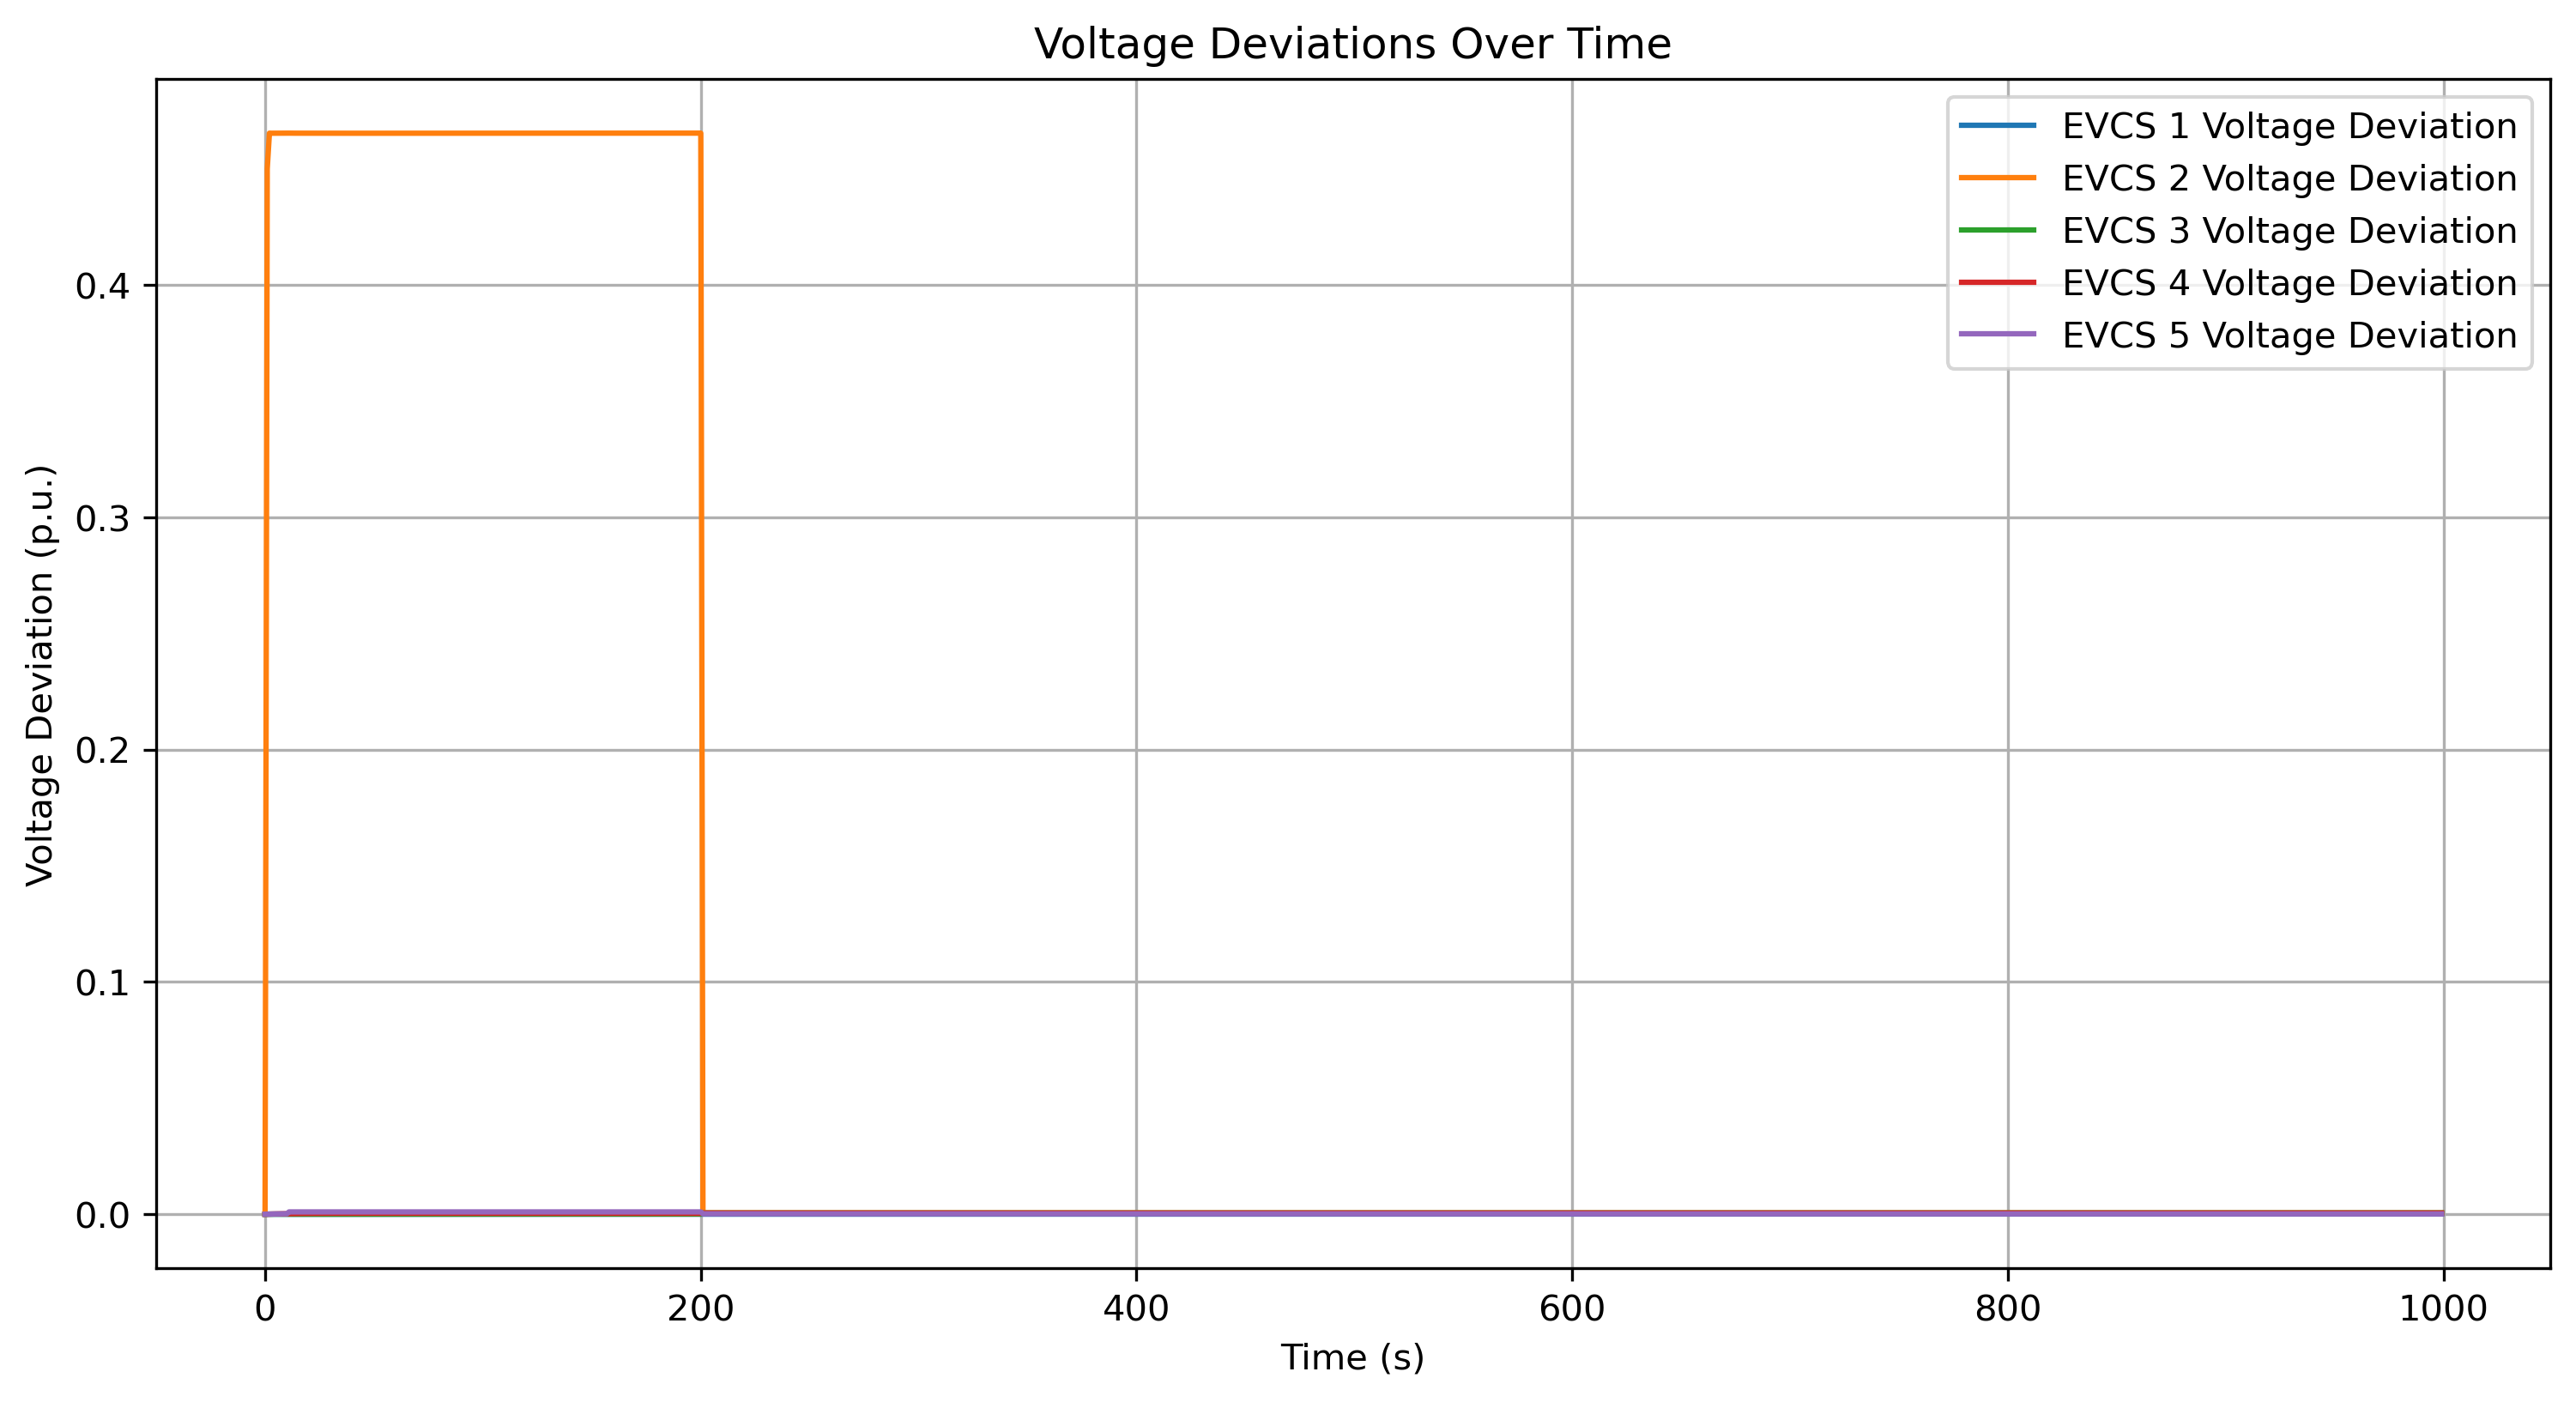 Voltage Deviations Over Time
EVCS 1 Voltage Deviation
EVCS 2 Voltage Deviation
EVCS 3 Voltage Deviation
EVCS 4 Voltage Deviation
EVCS 5 Voltage Deviation
Voltage Deviation (p.u.)
0.4
0.3
0.2
0.1
0.0
0 200 400 600 800 1000
Time (s)